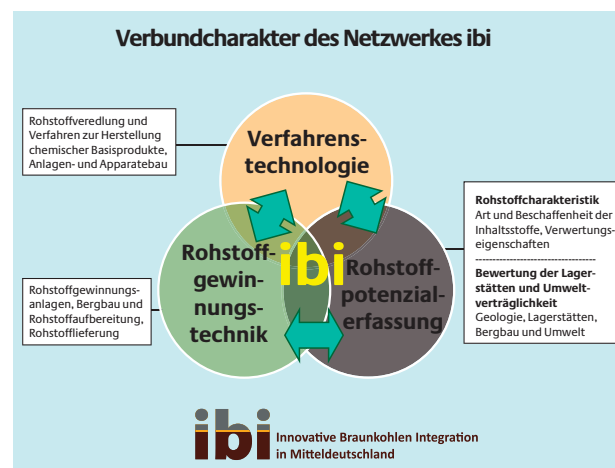 Verbundcharakter des Netzwerkes ibi
Rohstoffveredlung und
Verfahren zur Herstellung
chemischer Basisprodukte,
Anlagen- und Apparatebau
Verfahrens-
technologie
Rohstoffcharakteristik
Art und Beschaffenheit der
Inhaltsstoffe, Verwertungs-
eigenschaften
------------------------------------
Bewertung der Lager-
stätten und Umwelt-
verträglichkeit
Geologie, Lagerstätten,
Bergbau und Umwelt
Rohstoff-
gewin-
nungs-
technik
ibi
Rohstoff-
potenzial-
erfassung
Rohstoffgewinnungs-
anlagen, Bergbau und
Rohstoffaufbereitung,
Rohstofflieferung
ibi
Innovative Braunkohlen Integration
in Mitteldeutschland